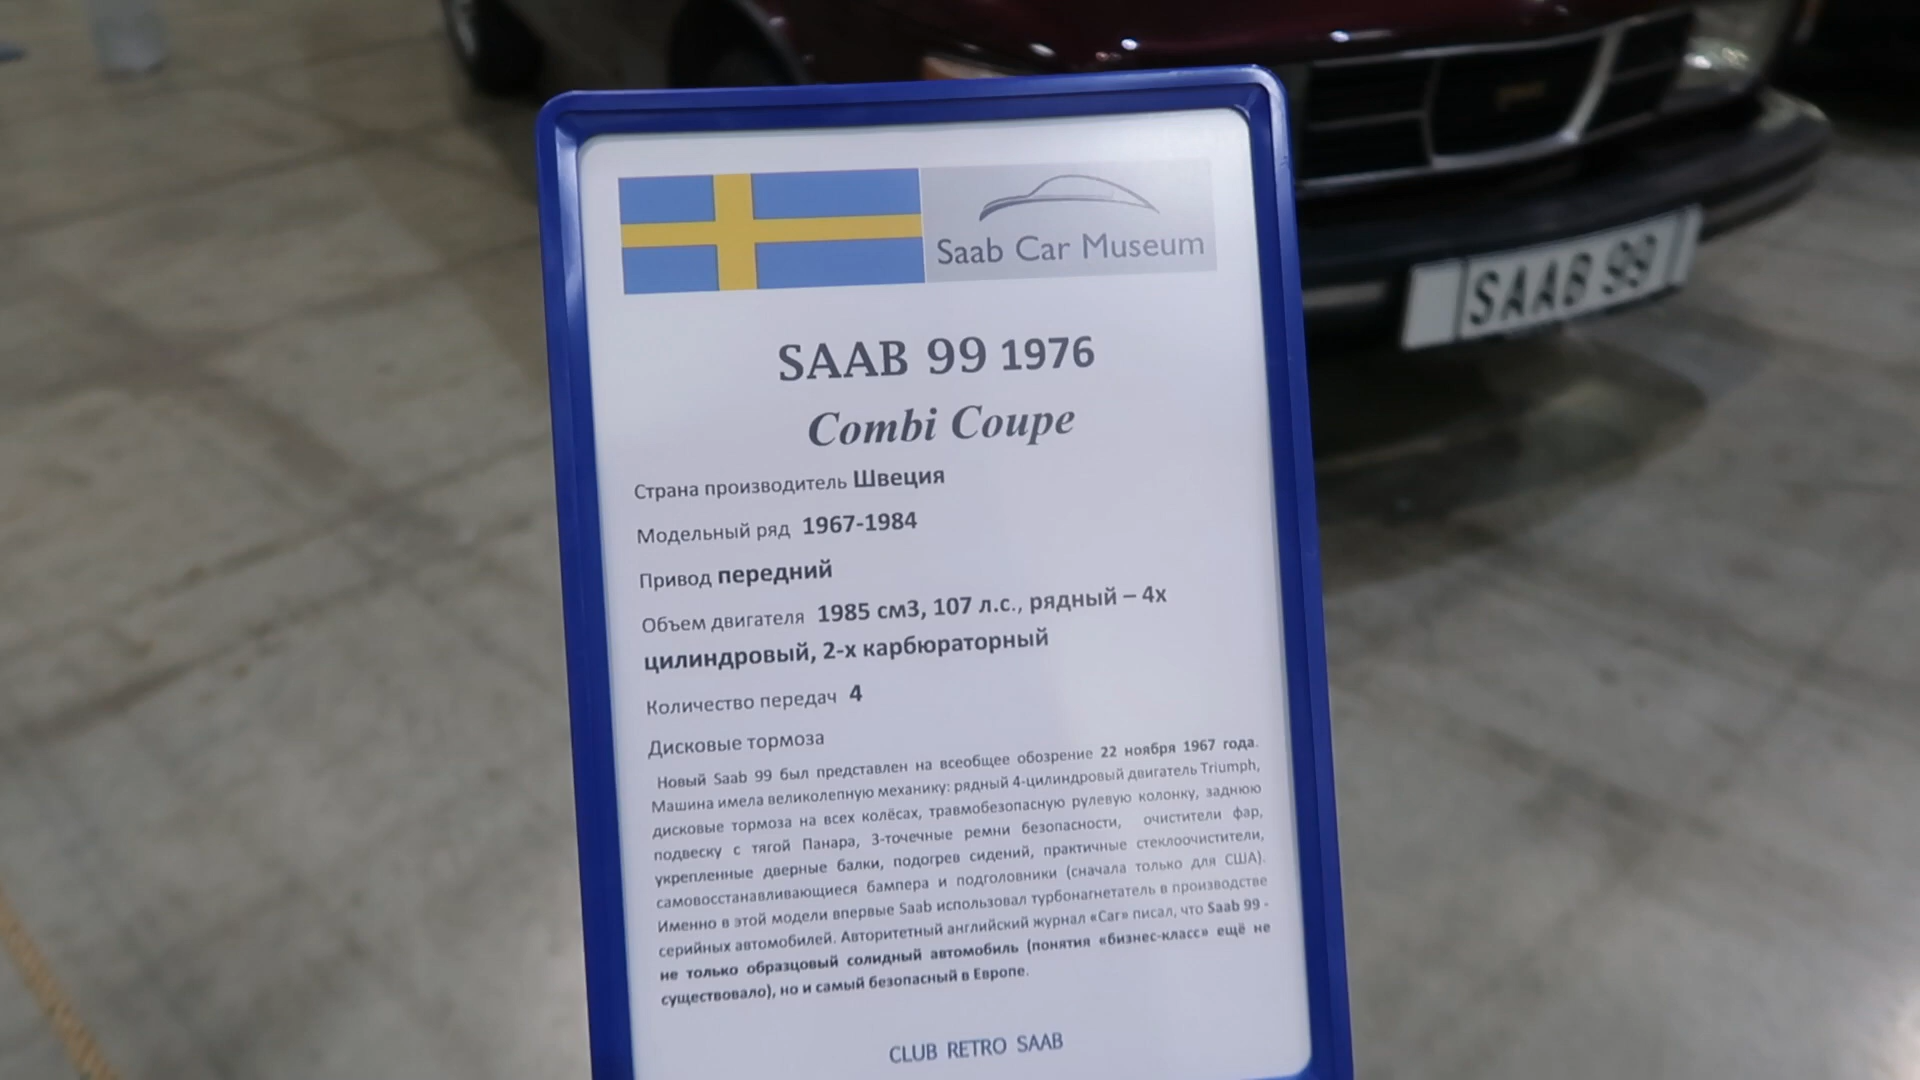 Saab Car Museum
SAAB 99 1976
Combi Coupe
Страна производитель Швеция
Модельный ряд 1967-1984
Привод передний
Объем двигателя 1985 см3, 107 л.с., рядный – 4х
цилиндровый, 2-х карбюраторный
Количество передач 4
Дисковые тормоза
Новый Saab 99 был представлен на всеобщее обозрение 22 ноября 1967 года.
Машина имела великолепную механику: рядный 4-цилиндровый двигатель Triumph,
дисковые тормоза на всех колёсах, травмобезопасную рулевую колонку, заднюю
подвеску с тягой Панара, 3-точечные ремни безопасности, очистители фар,
укрепленные дверные балки, подогрев сидений, практичные стеклоочистители,
самовосстанавливающиеся бампера и подголовники (сначала только для США).
Именно в этой модели впервые Saab использовал турбонагнетатель в производстве
серийных автомобилей. Авторитетный английский журнал «Car» писал, что Saab 99 -
не только образцовый солидный автомобиль (понятия «бизнес-класс» ещё не
существовало), но и самый безопасный в Европе.
CLUB RETRO SAAB
SAAB 99